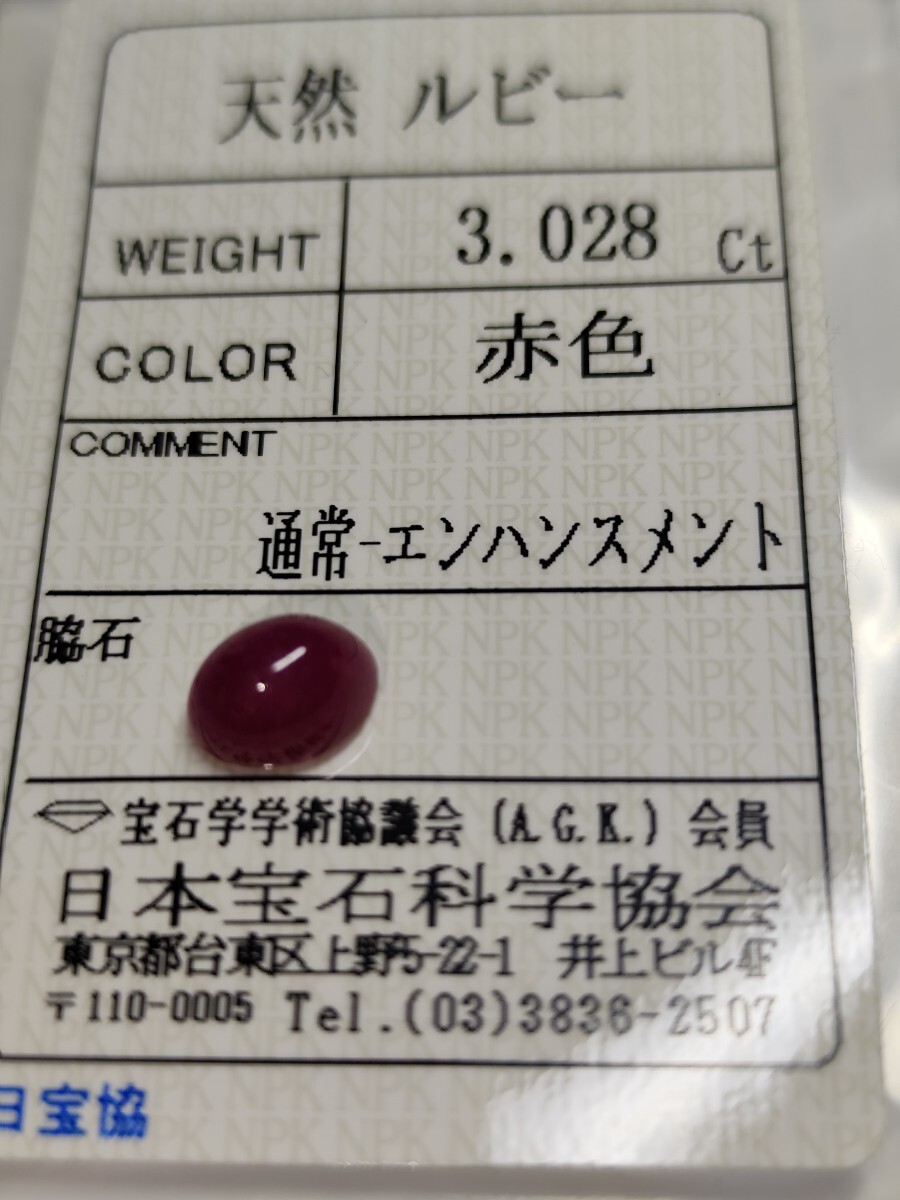 天然 ルビー
WEIGHT 3.028 Ct
COLOR 赤色
COMMENT
通常-エンハンスメント
脇石
宝石学学術協議会 (A.G.K.) 会員
日本宝石科学協会
東京都台東区上野5-22-1 井上ビル4F
〒110-0005 Tel.(03)3836-2507
日宝協